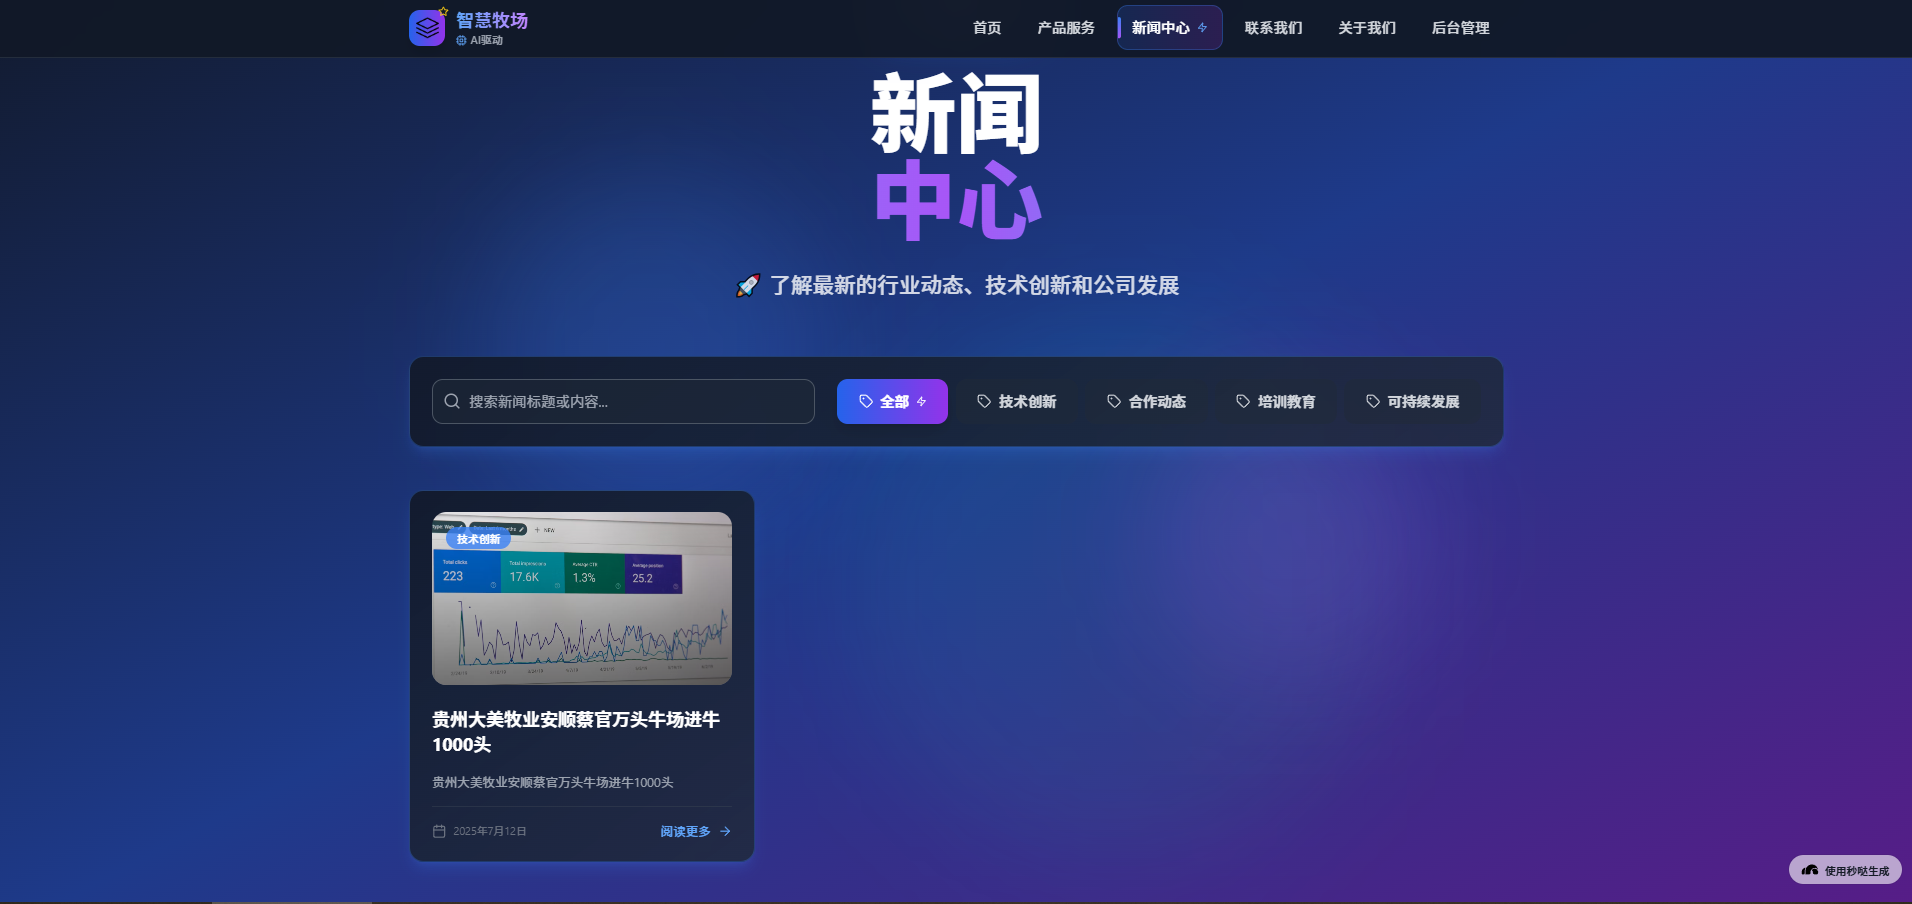 智慧牧场
AI驱动
首页
产品服务
新闻中心
联系我们
关于我们
后台管理
新闻
中心
🚀 了解最新的行业动态、技术创新和公司发展
搜索新闻标题或内容...
全部
技术创新
合作动态
培训教育
可持续发展
NEW
技术创新
Total clicks
223
Total impressions
17.6K
Average CTR
1.3%
Average position
25.2
贵州大美牧业安顺蔡官万头牛场进牛
1000头
贵州大美牧业安顺蔡官万头牛场进牛1000头
2025年7月12日
阅读更多
使用秒哒生成